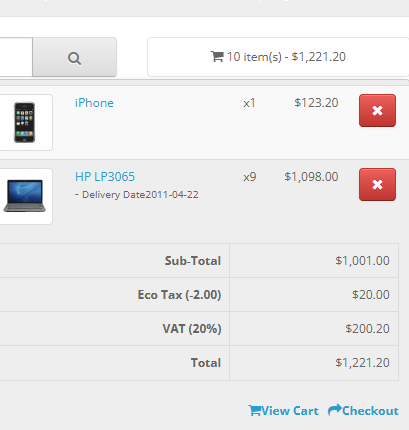 10 item(s) - $1,221.20
iPhone x1 $123.20
HP LP3065 x9 $1,098.00
- Delivery Date2011-04-22
Sub-Total $1,001.00
Eco Tax (-2.00) $20.00
VAT (20%) $200.20
Total $1,221.20
View Cart Checkout